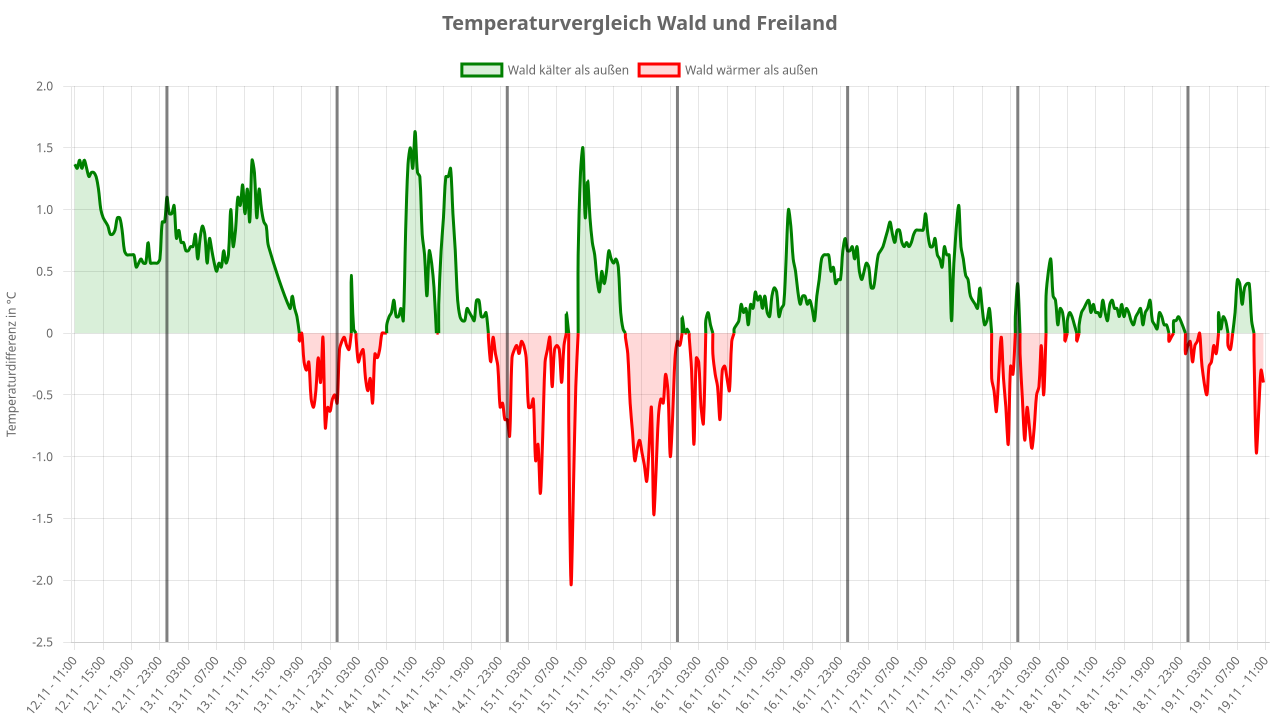 Temperaturvergleich Wald und Freiland
Wald kälter als außen
Wald wärmer als außen
Temperaturdifferenz in °C
2.0
1.5
1.0
0.5
0
-0.5
-1.0
-1.5
-2.0
-2.5
12.11 - 11:00
12.11 - 15:00
12.11 - 19:00
12.11 - 23:00
13.11 - 03:00
13.11 - 07:00
13.11 - 11:00
13.11 - 15:00
13.11 - 19:00
13.11 - 23:00
14.11 - 03:00
14.11 - 07:00
14.11 - 11:00
14.11 - 15:00
14.11 - 19:00
14.11 - 23:00
15.11 - 03:00
15.11 - 07:00
15.11 - 11:00
15.11 - 15:00
15.11 - 19:00
15.11 - 23:00
16.11 - 03:00
16.11 - 07:00
16.11 - 11:00
16.11 - 15:00
16.11 - 19:00
16.11 - 23:00
17.11 - 03:00
17.11 - 07:00
17.11 - 11:00
17.11 - 15:00
17.11 - 19:00
17.11 - 23:00
18.11 - 03:00
18.11 - 07:00
18.11 - 11:00
18.11 - 15:00
18.11 - 19:00
18.11 - 23:00
19.11 - 03:00
19.11 - 07:00
19.11 - 11:00